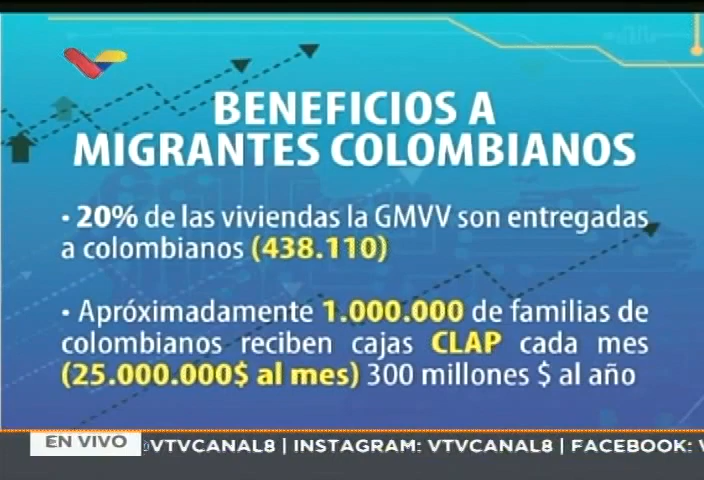 BENEFICIOS A
MIGRANTES COLOMBIANOS
• 20% de las viviendas la GMVV son entregadas
a colombianos (438.110)
• Apróximadamente 1.000.000 de familias de
colombianos reciben cajas CLAP cada mes
(25.000.000$ al mes) 300 millones $ al año
EN VIVO @VTVCANAL8 | INSTAGRAM: VTVCANAL8 | FACEBOOK: V